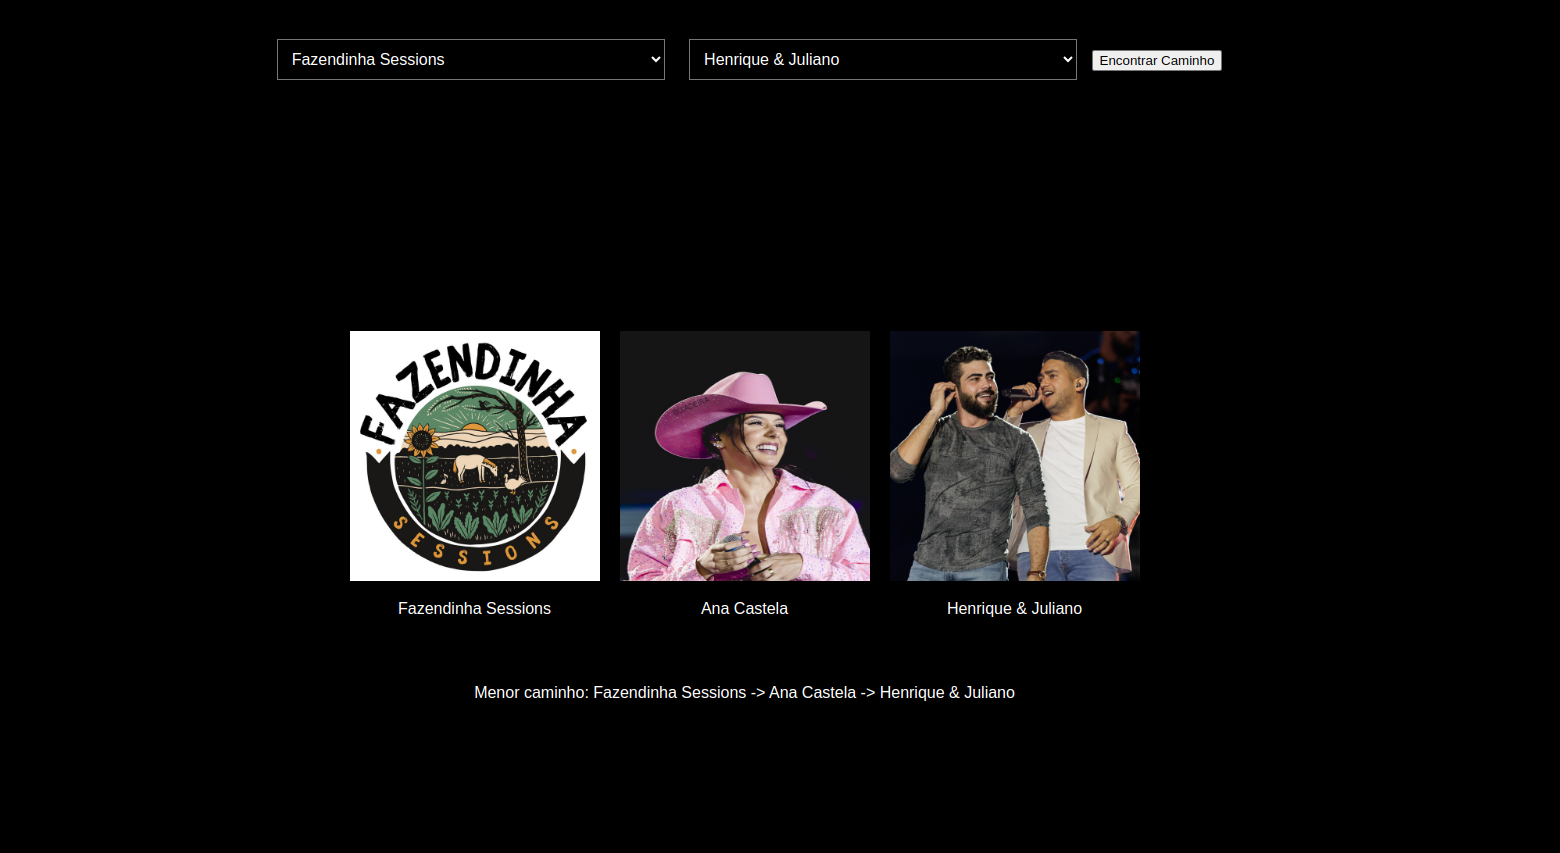 Fazendinha Sessions
Henrique & Juliano
Encontrar Caminho
FAZENDINHA
SESSIONS
Fazendinha Sessions
Ana Castela
Henrique & Juliano
Menor caminho: Fazendinha Sessions -> Ana Castela -> Henrique & Juliano